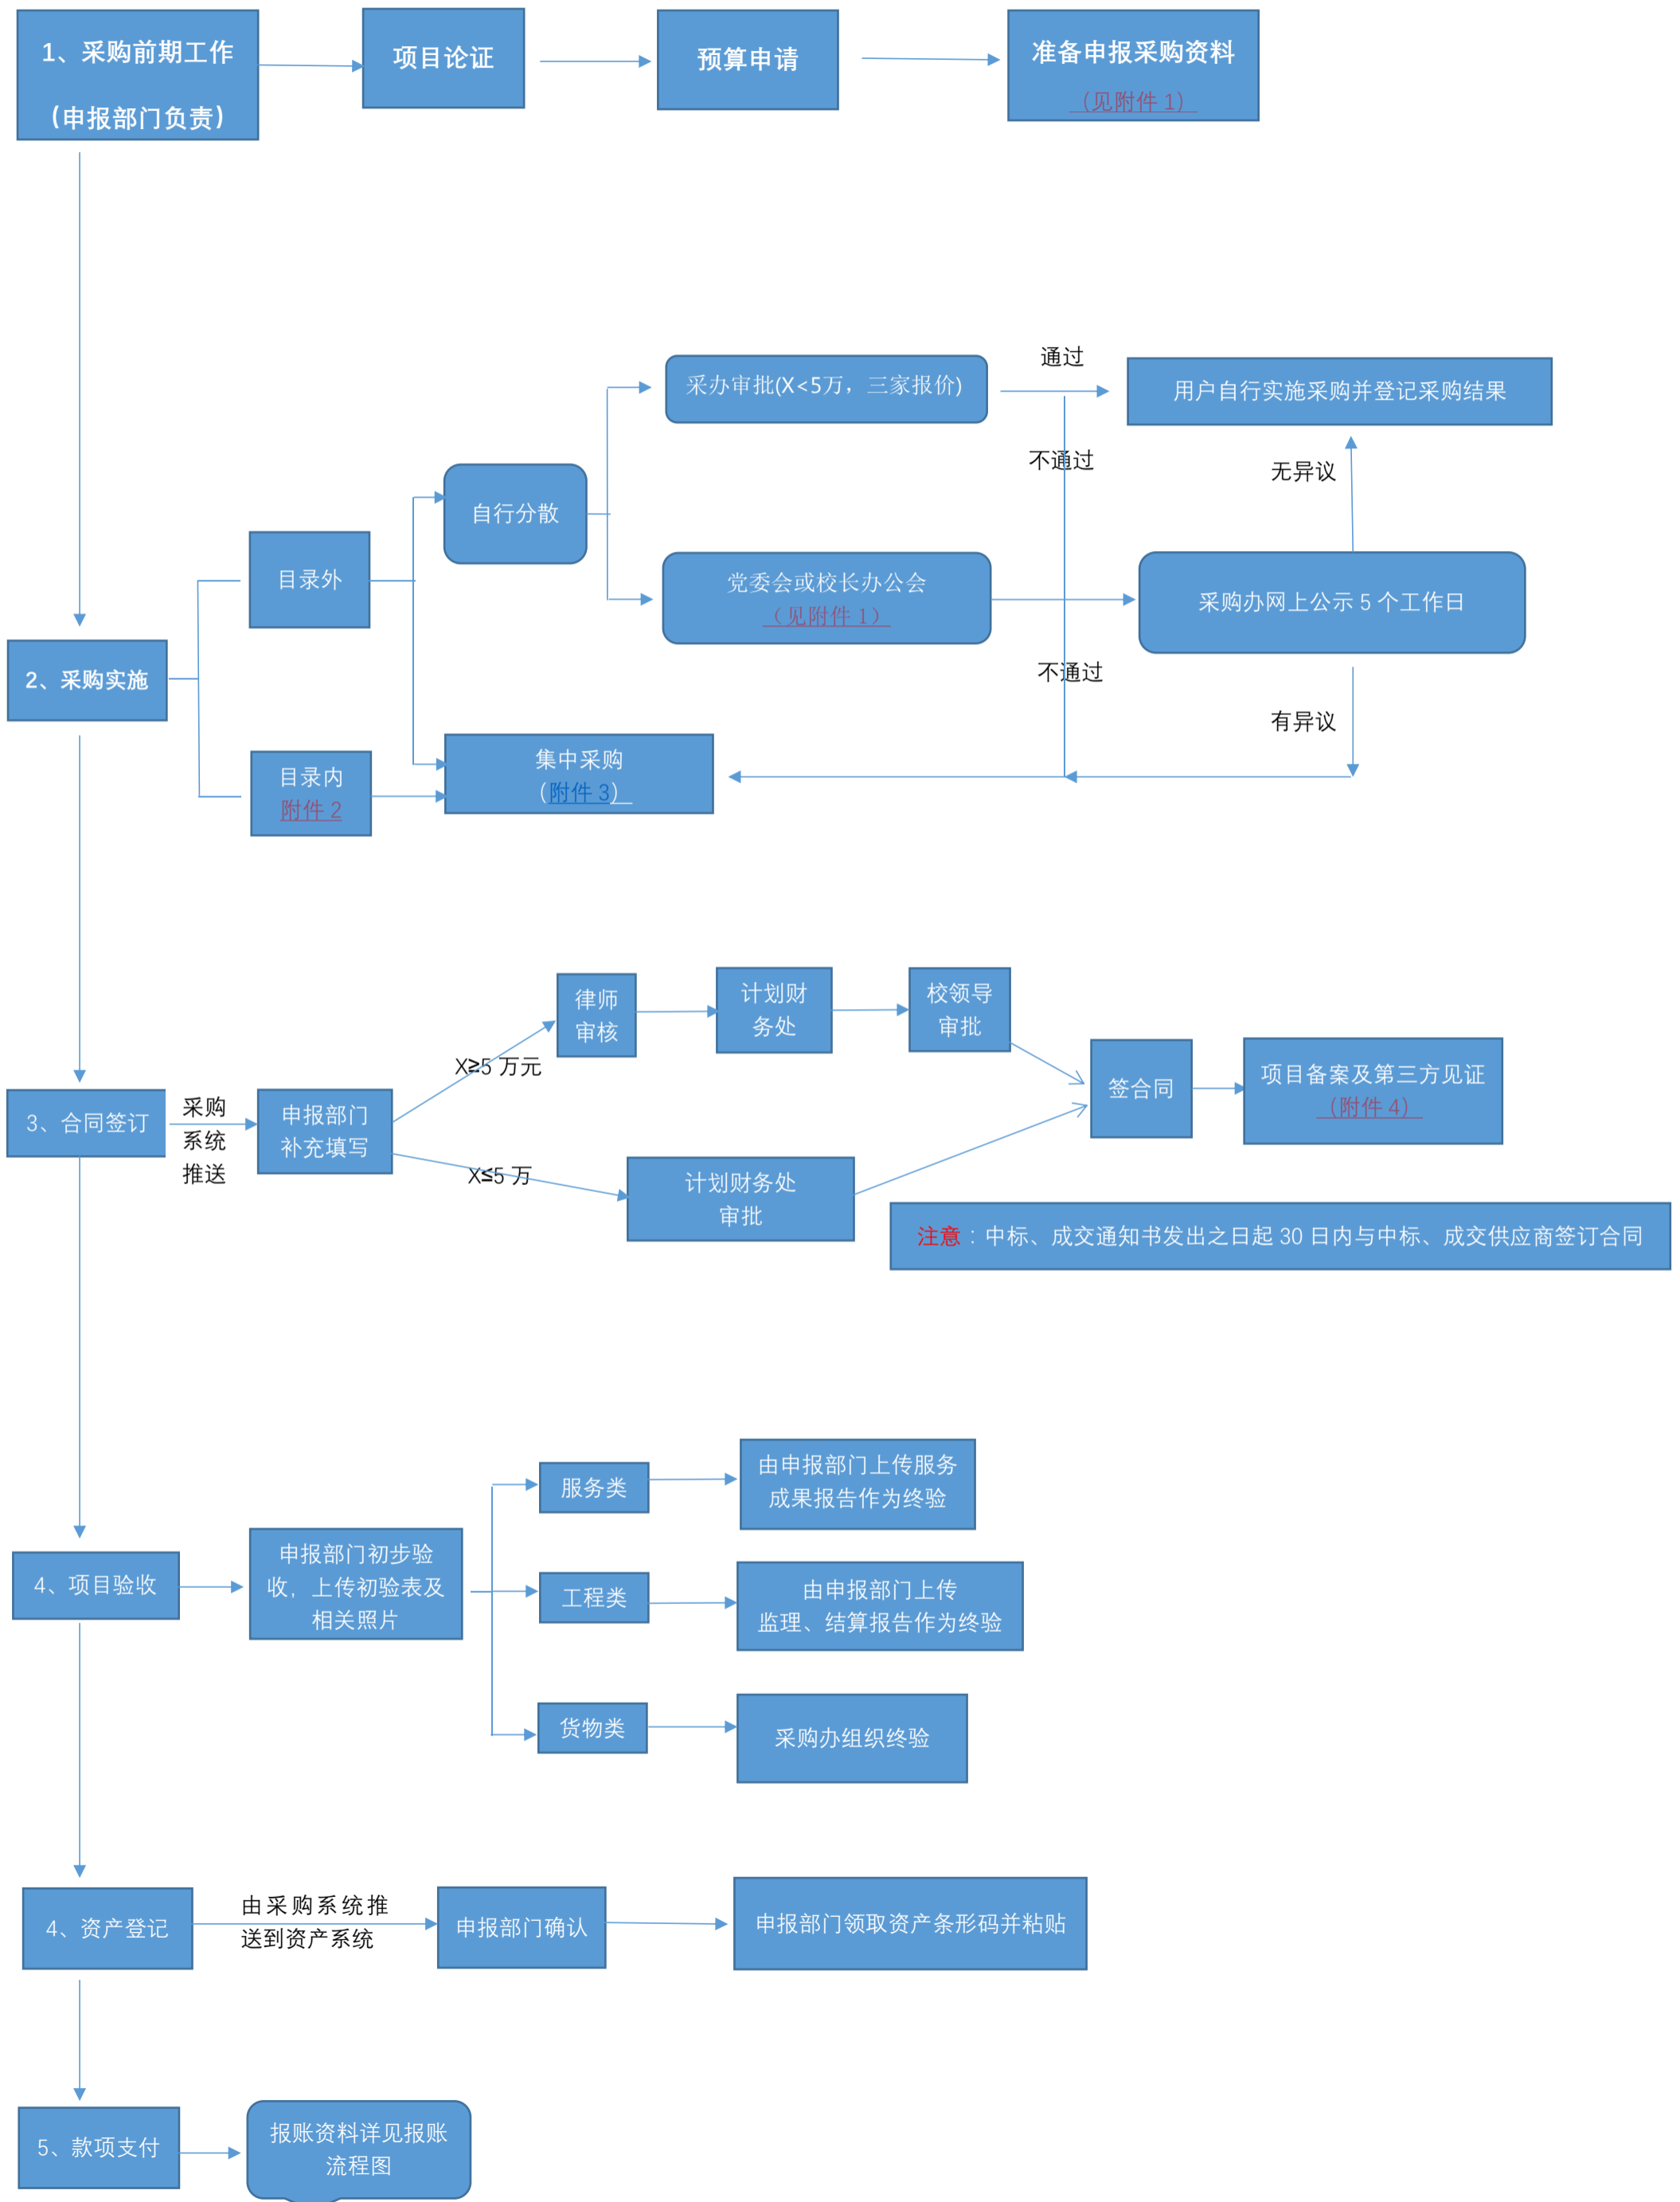 1、采购前期工作
(申报部门负责)
项目论证
预算申请
准备申报采购资料
（见附件 1）
采办审批(X<5万，三家报价)
通过
用户自行实施采购并登记采购结果
不通过
无异议
自行分散
目录外
党委会或校长办公会
（见附件 1）
采购办网上公示 5 个工作日
2、采购实施
不通过
有异议
目录内
附件 2
集中采购
（附件 3）
律师
审核
计划财
务处
校领导
审批
X≥5 万元
签合同
项目备案及第三方见证
（附件 4）
3、合同签订
采购
系统
推送
申报部门
补充填写
X≤5 万
计划财务处
审批
注意：中标、成交通知书发出之日起 30 日内与中标、成交供应商签订合同
服务类
由申报部门上传服务
成果报告作为终验
4、项目验收
申报部门初步验
收，上传初验表及
相关照片
工程类
由申报部门上传
监理、结算报告作为终验
货物类
采购办组织终验
4、资产登记
由采购系统推
送到资产系统
申报部门确认
申报部门领取资产条形码并粘贴
5、款项支付
报账资料详见报账
流程图